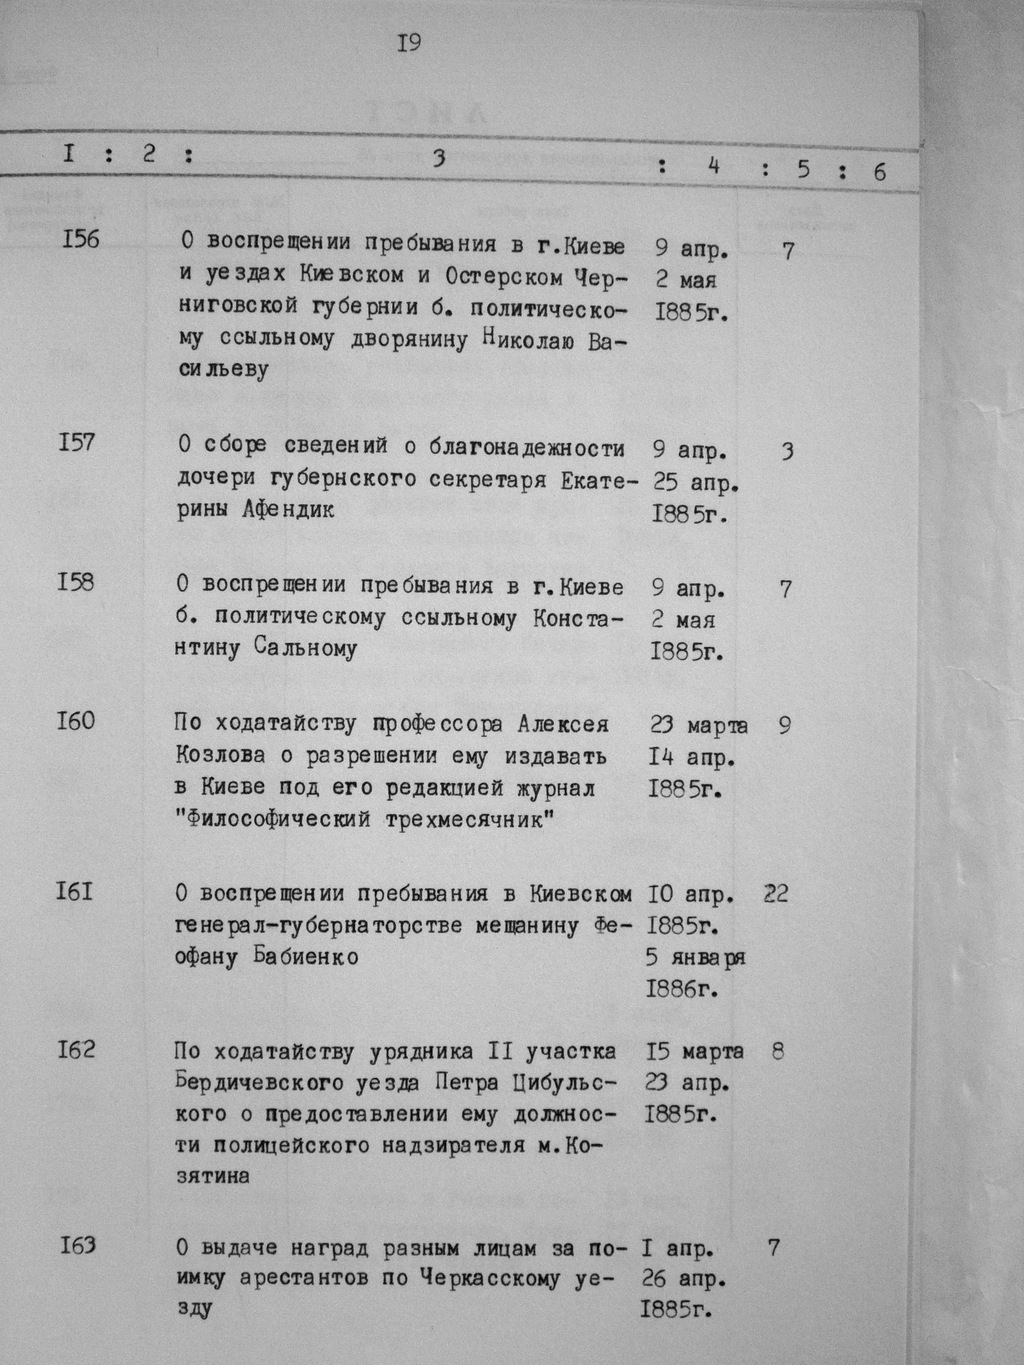 I9
I : 2 : 3 : 4 : 5 : 6
I56 О воспрещении пребывания в г.Киеве 9 апр. 7
и уездах Киевском и Остерском Чер- 2 мая
ниговской губернии б. политическо- I885г.
му ссыльному дворянину Николаю Ва-
сильеву
I57 О сборе сведений о благонадежности 9 апр. 3
дочери губернского секретаря Екате- 25 апр.
рины Афендик I885г.
I58 О воспрещении пребывания в г.Киеве 9 апр. 7
б. политическому ссыльному Конста- 2 мая
нтину Сальному I885г.
I60 По ходатайству профессора Алексея 23 марта 9
Козлова о разрешении ему издавать I4 апр.
в Киеве под его редакцией журнал I885г.
"Философический трехмесячник"
I6I О воспрещении пребывания в Киевском I0 апр. 22
генерал-губернаторстве мещанину Фе- I885г.
офану Бабиенко 5 января
I886г.
I62 По ходатайству урядника II участка I5 марта 8
Бердичевского уезда Петра Цибульс- 23 апр.
кого о предоставлении ему должнос- I885г.
ти полицейского надзирателя м.Ко-
зятина
I63 О выдаче наград разным лицам за по- I апр. 7
имку арестантов по Черкасскому уе- 26 апр.
зду I885г.